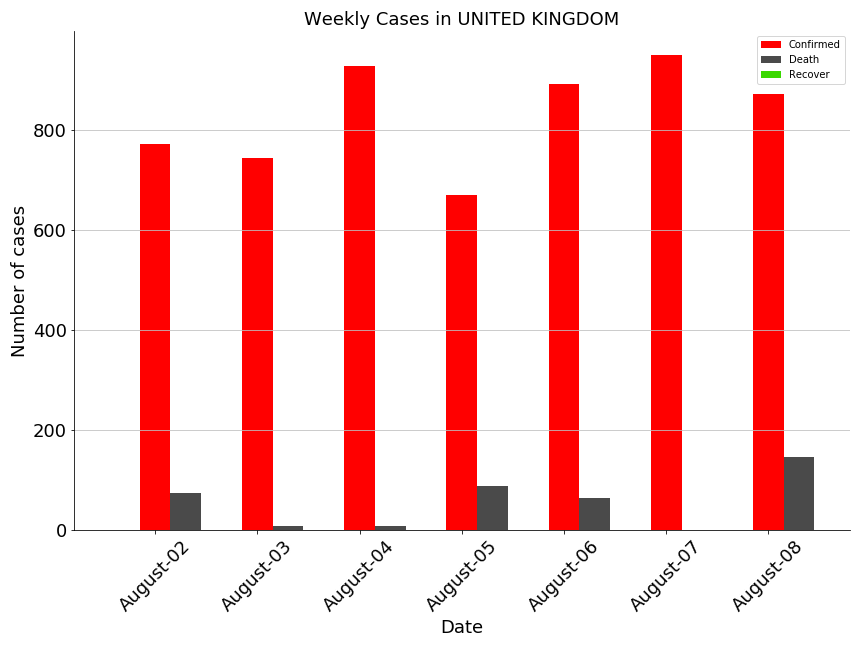 Weekly Cases in UNITED KINGDOM
Confirmed
Death
Recover
Number of cases
800
600
400
200
0
August-02
August-03
August-04
August-05
August-06
August-07
August-08
Date